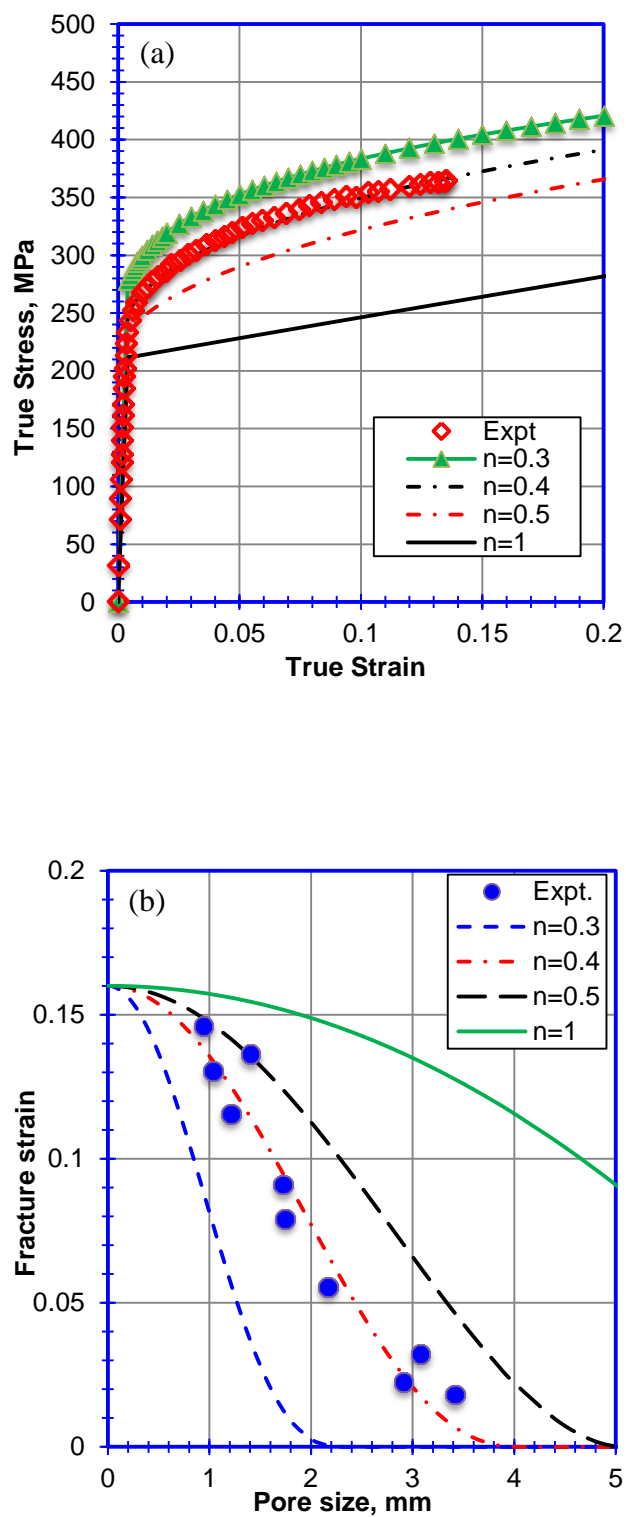 500
(a)
450
400
350
300
250
200
150
100
50
0
True Stress, MPa
Expt
n=0.3
n=0.4
n=0.5
n=1
0 0.05 0.1 0.15 0.2
True Strain
0.2
(b)
0.15
0.1
0.05
0
Fracture strain
Expt.
n=0.3
n=0.4
n=0.5
n=1
0 1 2 3 4 5
Pore size, mm